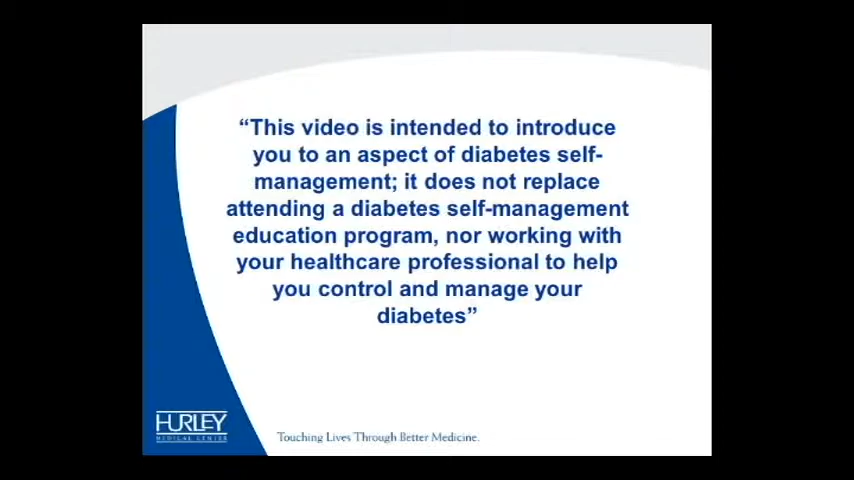 “This video is intended to introduce
you to an aspect of diabetes self-
management; it does not replace
attending a diabetes self-management
education program, nor working with
your healthcare professional to help
you control and manage your
diabetes”
HURLEY
MEDICAL CENTER
Touching Lives Through Better Medicine.